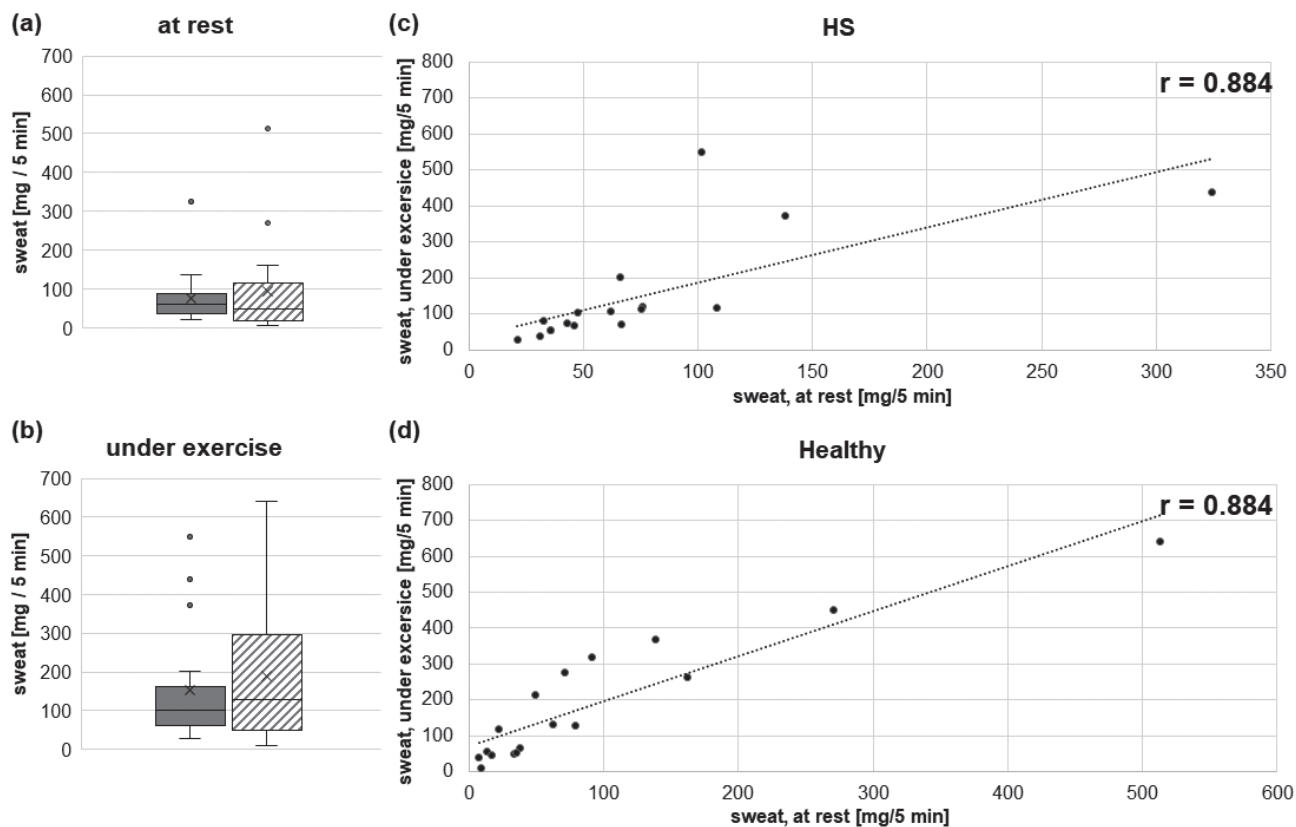 (a)
at rest
700
600
500
400
300
200
100
0
sweat [mg / 5 min]
(c)
HS
800
700
600
500
400
300
200
100
0
sweat, under excersice [mg/5 min]
r = 0.884
0 50 100 150 200 250 300 350
sweat, at rest [mg/5 min]
(b)
under exercise
700
600
500
400
300
200
100
0
sweat [mg / 5 min]
(d)
Healthy
800
700
600
500
400
300
200
100
0
sweat, under excersice [mg/5 min]
r = 0.884
0 100 200 300 400 500 600
sweat, at rest [mg/5 min]